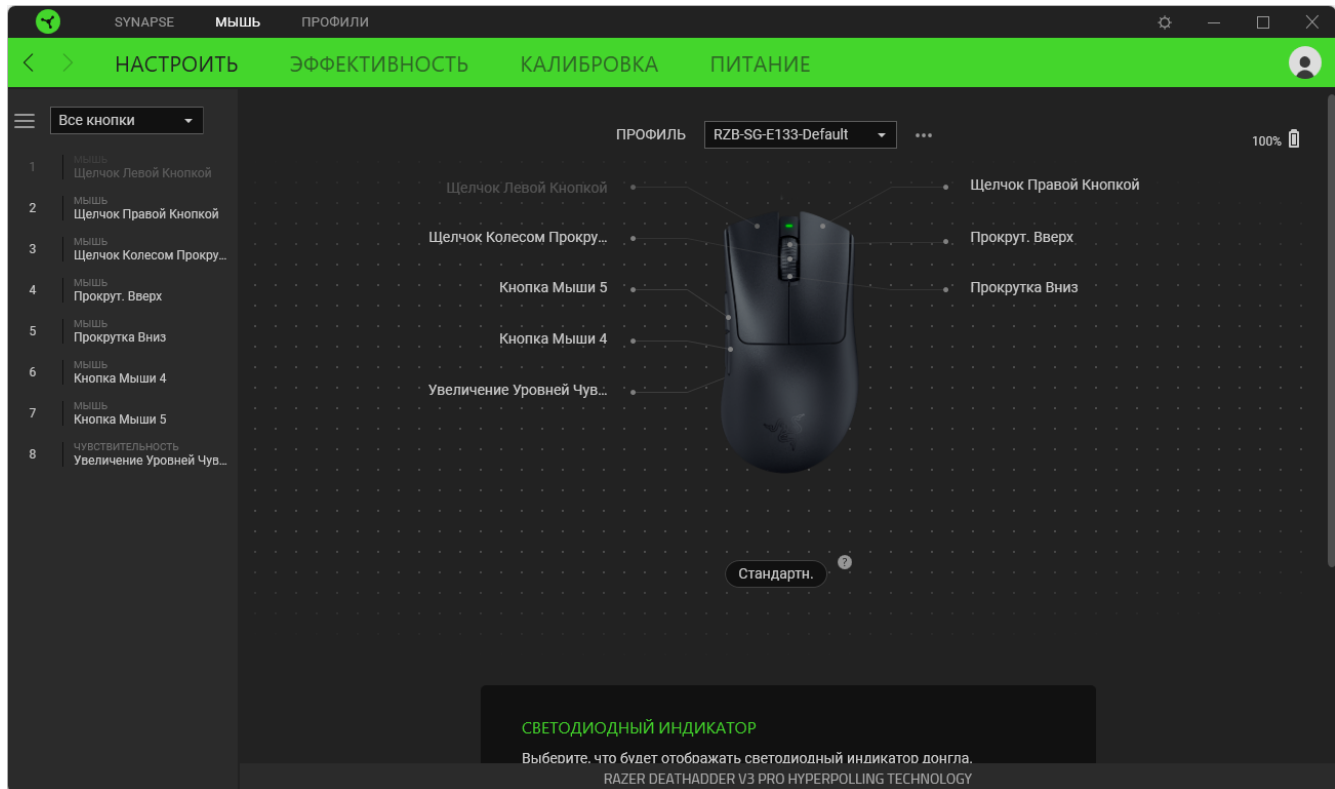 SYNAPSE МЫШЬ ПРОФИЛИ
НАСТРОИТЬ ЭФФЕКТИВНОСТЬ КАЛИБРОВКА ПИТАНИЕ
Все кнопки
1 МЫШЬ
Щелчок Левой Кнопкой
2 МЫШЬ
Щелчок Правой Кнопкой
3 МЫШЬ
Щелчок Колесом Прокру...
4 МЫШЬ
Прокрут. Вверх
5 МЫШЬ
Прокрутка Вниз
6 МЫШЬ
Кнопка Мыши 4
7 МЫШЬ
Кнопка Мыши 5
8 ЧУВСТВИТЕЛЬНОСТЬ
Увеличение Уровней Чув...
ПРОФИЛЬ RZB-SG-E133-Default
100%
Щелчок Левой Кнопкой
Щелчок Правой Кнопкой
Щелчок Колесом Прокру...
Прокрут. Вверх
Кнопка Мыши 5
Прокрутка Вниз
Кнопка Мыши 4
Увеличение Уровней Чув...
Стандартн. ?
СВЕТОДИОДНЫЙ ИНДИКАТОР
Выберите, что будет отображать светодиодный индикатор донгла.
RAZER DEATHADDER V3 PRO HYPERPOLLING TECHNOLOGY